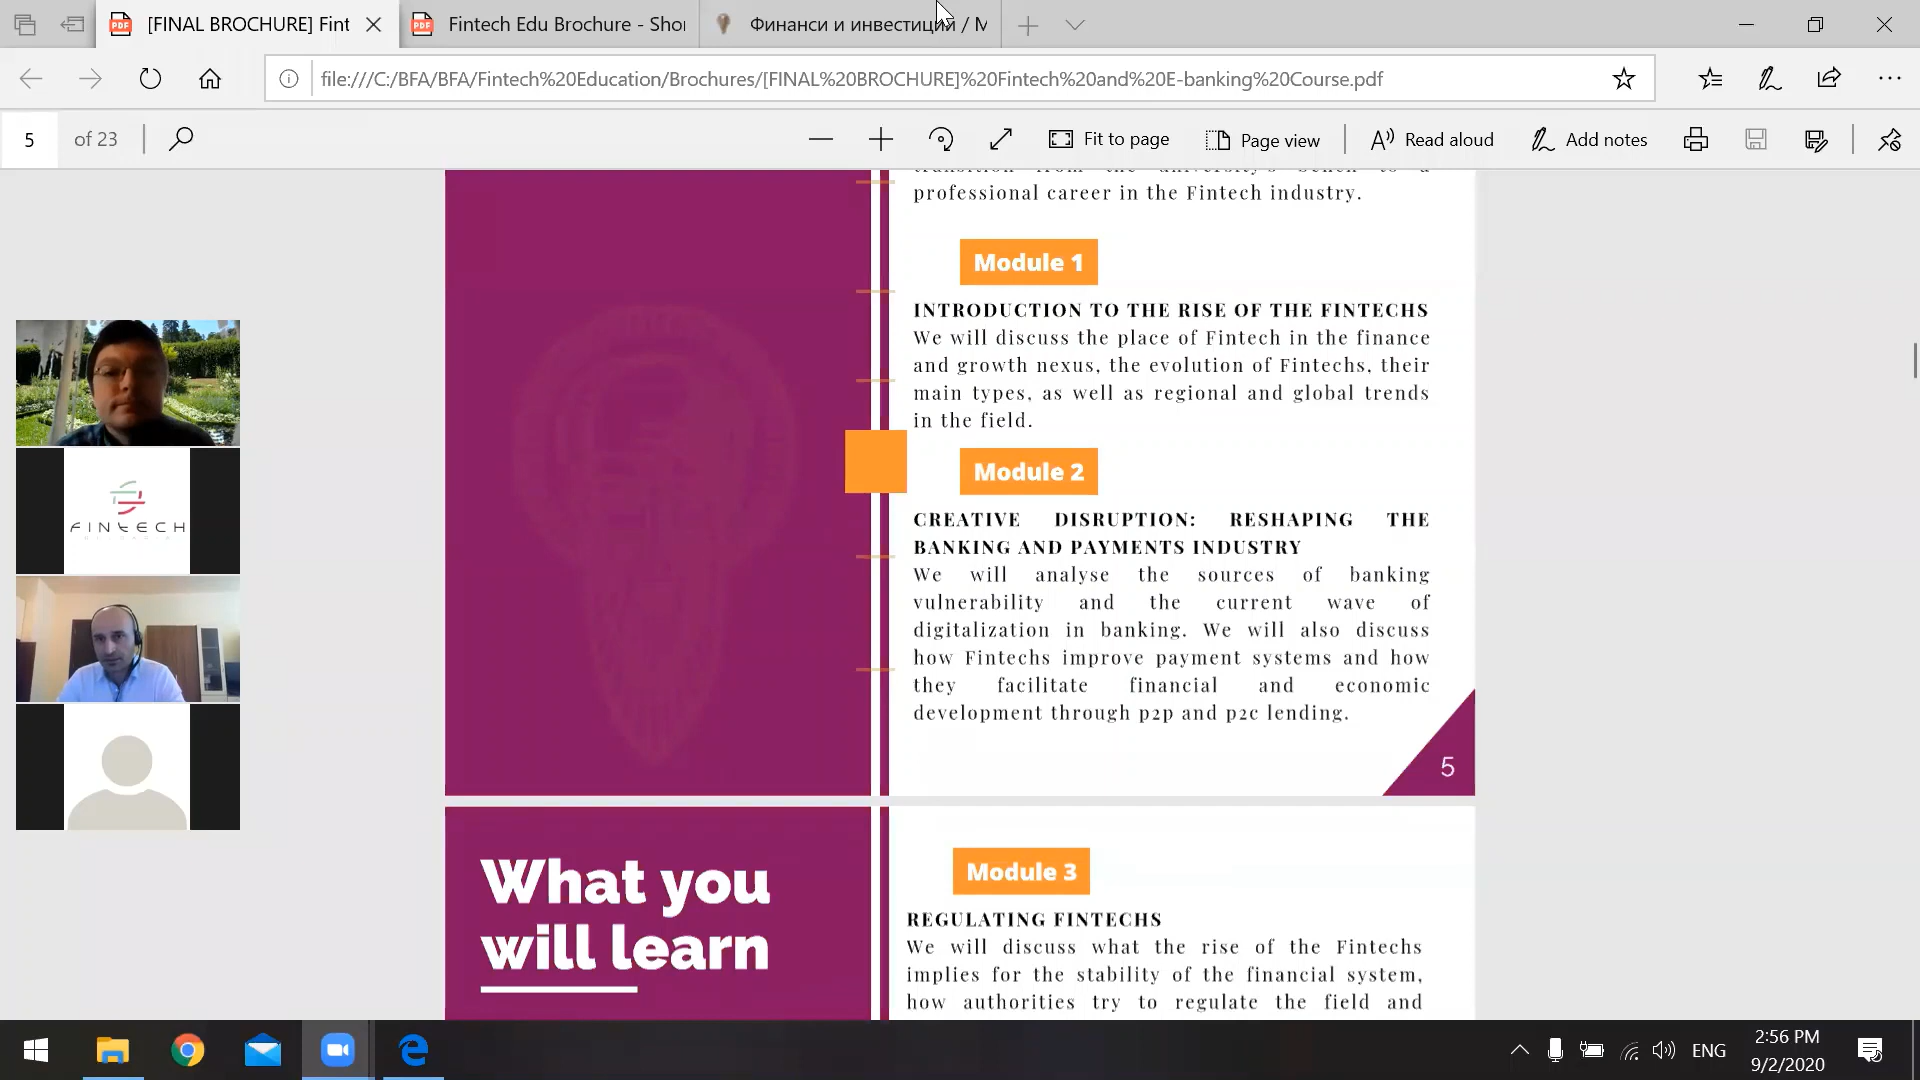 [FINAL BROCHURE] Fint
Fintech Edu Brochure - Shor
Финанси и инвестиции / М
file:///C:/BFA/BFA/Fintech%20Education/Brochures/[FINAL%20BROCHURE]%20Fintech%20and%20E-banking%20Course.pdf
5 of 23
Fit to page
Page view
Read aloud
Add notes
transition from the university's bench to a
professional career in the Fintech industry.
Module 1
INTRODUCTION TO THE RISE OF THE FINTECHS
We will discuss the place of Fintech in the finance
and growth nexus, the evolution of Fintechs, their
main types, as well as regional and global trends
in the field.
Module 2
CREATIVE DISRUPTION: RESHAPING THE
BANKING AND PAYMENTS INDUSTRY
We will analyse the sources of banking
vulnerability and the current wave of
digitalization in banking. We will also discuss
how Fintechs improve payment systems and how
they facilitate financial and economic
development through p2p and p2c lending.
5
What you
will learn
Module 3
REGULATING FINTECHS
We will discuss what the rise of the Fintechs
implies for the stability of the financial system,
how authorities try to regulate the field and
FINTECH
ENG
2:56 PM
9/2/2020